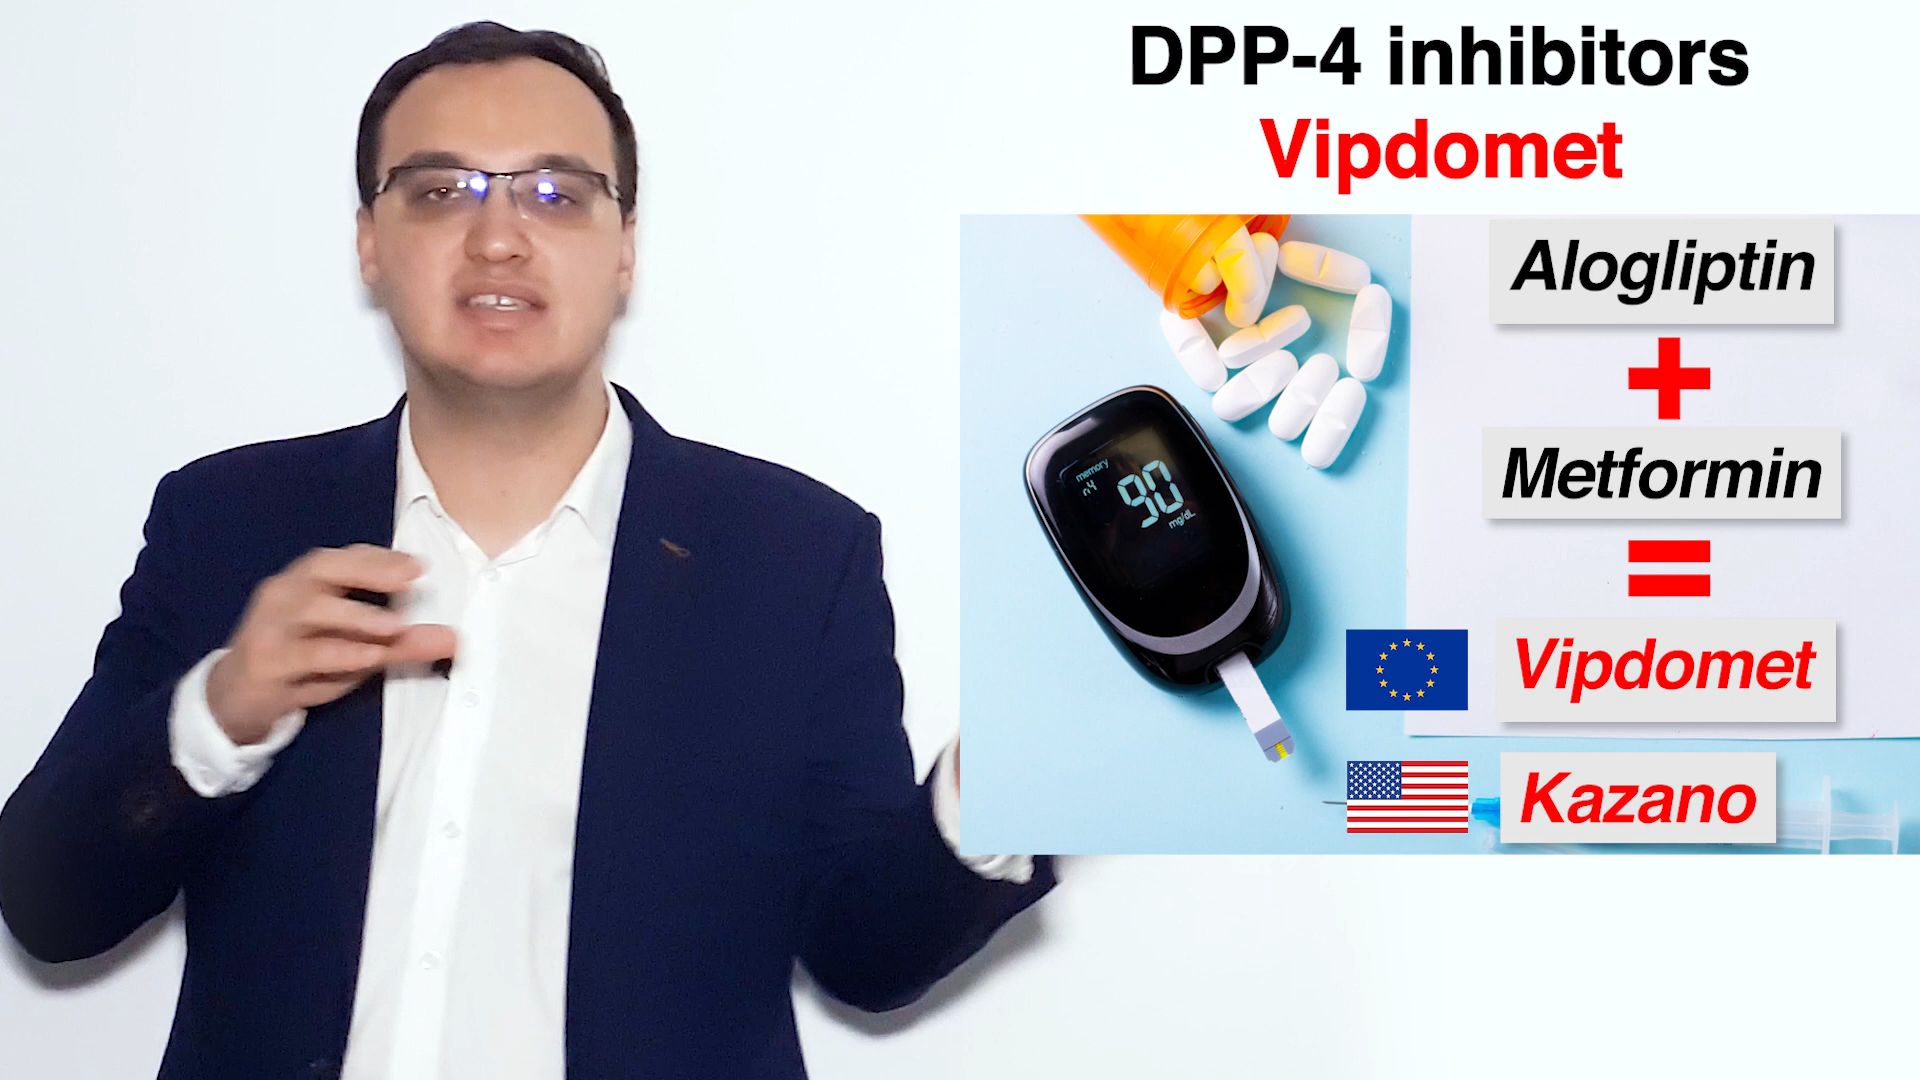 DPP-4 inhibitors
Vipdomet
Alogliptin
+
Metformin
=
Vipdomet
Kazano
memory
90
mg/dL